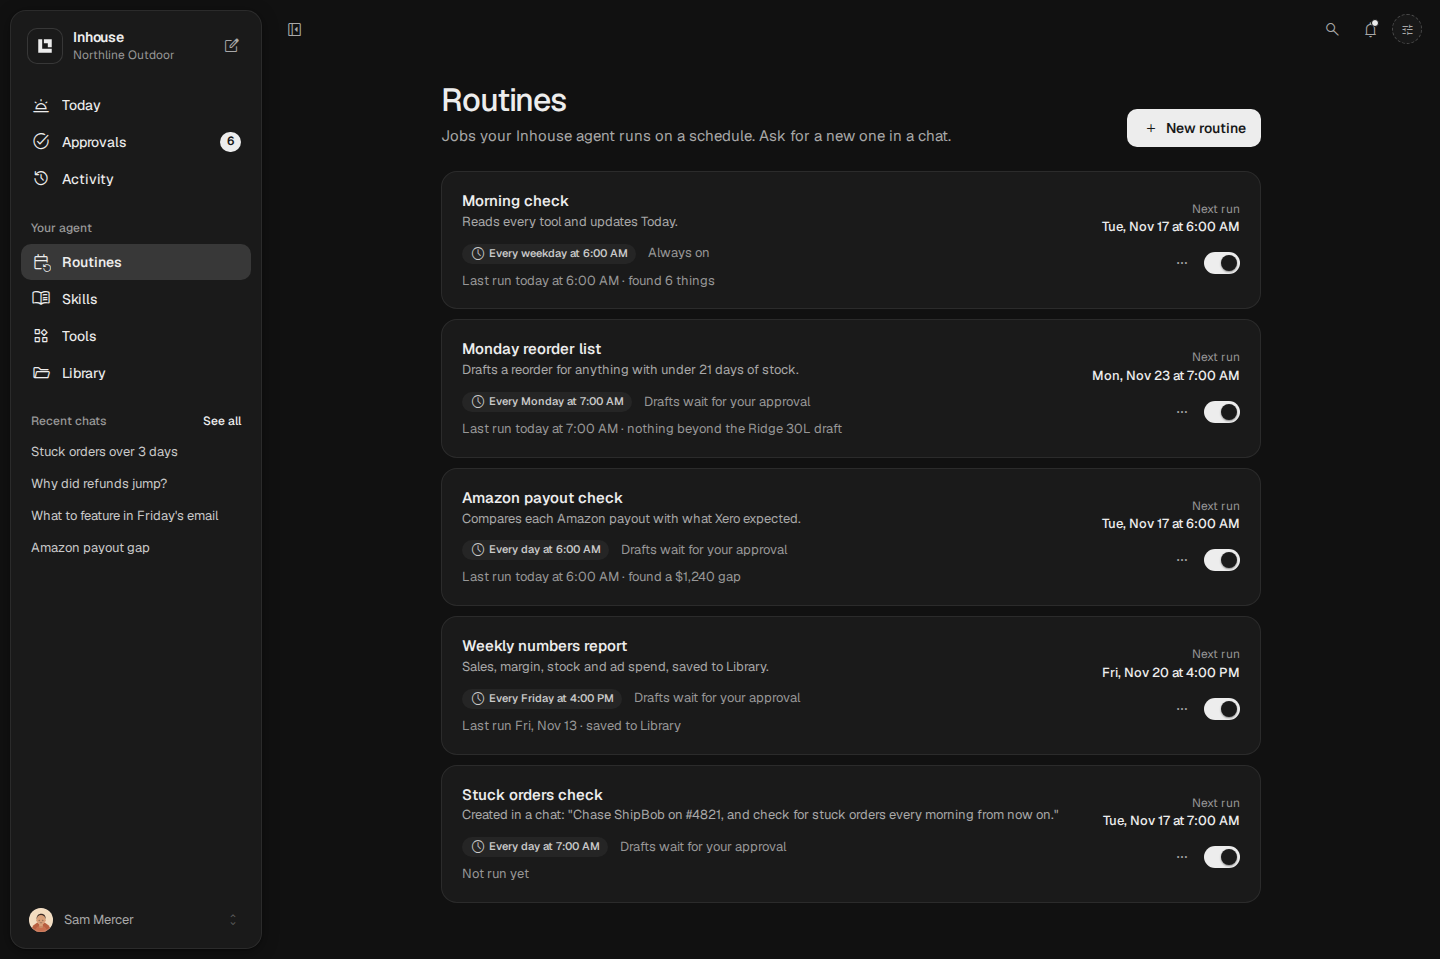 Inhouse
Northline Outdoor
Today
Approvals 6
Activity
Your agent
Routines
Skills
Tools
Library
Recent chats See all
Stuck orders over 3 days
Why did refunds jump?
What to feature in Friday's email
Amazon payout gap
Sam Mercer
Routines
Jobs your Inhouse agent runs on a schedule. Ask for a new one in a chat.
+ New routine
Morning check
Reads every tool and updates Today.
Every weekday at 6:00 AM Always on
Last run today at 6:00 AM · found 6 things
Next run
Tue, Nov 17 at 6:00 AM
Monday reorder list
Drafts a reorder for anything with under 21 days of stock.
Every Monday at 7:00 AM Drafts wait for your approval
Last run today at 7:00 AM · nothing beyond the Ridge 30L draft
Next run
Mon, Nov 23 at 7:00 AM
Amazon payout check
Compares each Amazon payout with what Xero expected.
Every day at 6:00 AM Drafts wait for your approval
Last run today at 6:00 AM · found a $1,240 gap
Next run
Tue, Nov 17 at 6:00 AM
Weekly numbers report
Sales, margin, stock and ad spend, saved to Library.
Every Friday at 4:00 PM Drafts wait for your approval
Last run Fri, Nov 13 · saved to Library
Next run
Fri, Nov 20 at 4:00 PM
Stuck orders check
Created in a chat: "Chase ShipBob on #4821, and check for stuck orders every morning from now on."
Every day at 7:00 AM Drafts wait for your approval
Not run yet
Next run
Tue, Nov 17 at 7:00 AM